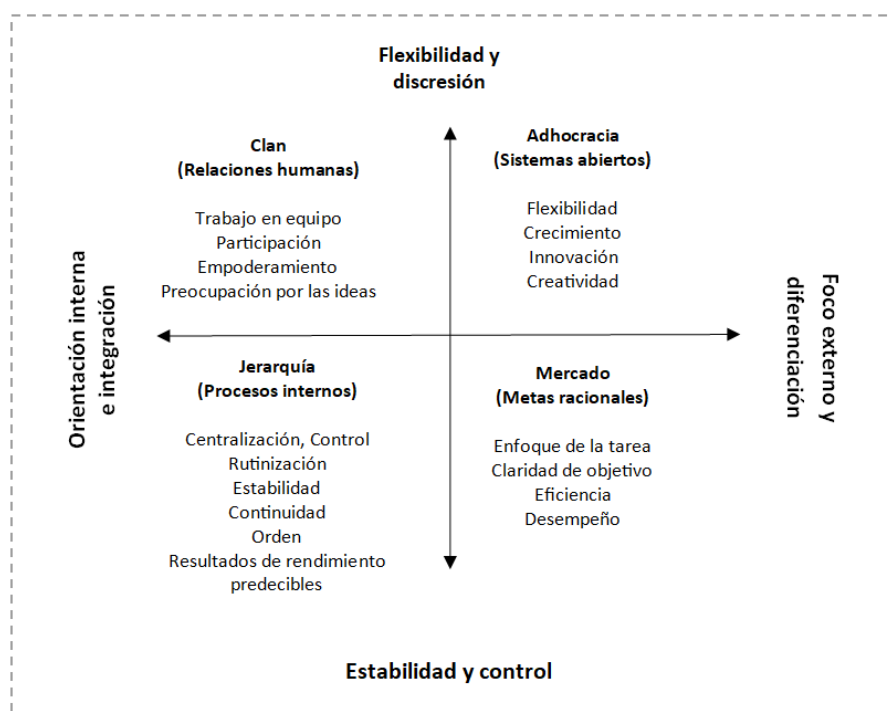 Flexibilidad y
discresión
Clan
(Relaciones humanas)
Trabajo en equipo
Participación
Empoderamiento
Preocupación por las ideas
Adhocracia
(Sistemas abiertos)
Flexibilidad
Crecimiento
Innovación
Creatividad
Orientación interna
e integración
Foco externo y
diferenciación
Jerarquía
(Procesos internos)
Centralización, Control
Rutinización
Estabilidad
Continuidad
Orden
Resultados de rendimiento
predecibles
Mercado
(Metas racionales)
Enfoque de la tarea
Claridad de objetivo
Eficiencia
Desempeño
Estabilidad y control